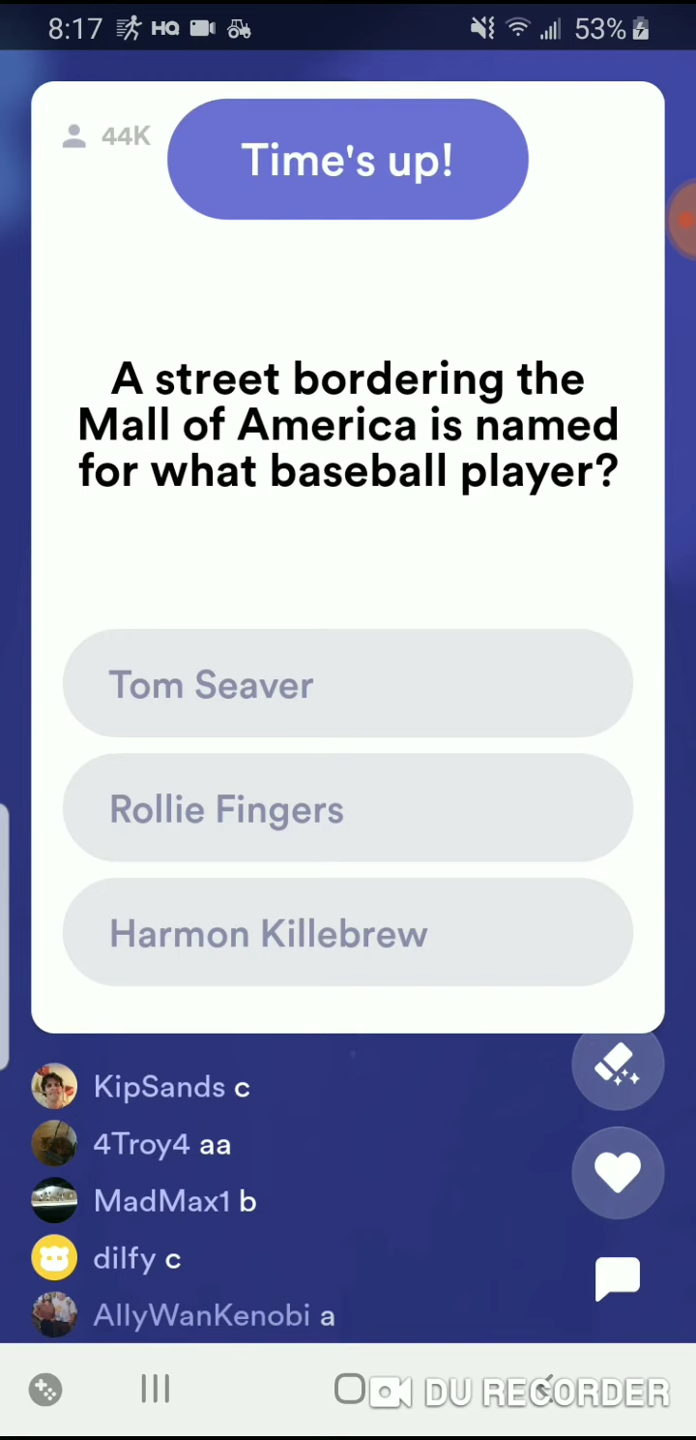 8:17 HQ 53%
44K
Time's up!
A street bordering the
Mall of America is named
for what baseball player?
Tom Seaver
Rollie Fingers
Harmon Killebrew
KipSands c
4Troy4 aa
MadMax1 b
dilfy c
AllyWanKenobi a
DU RECORDER